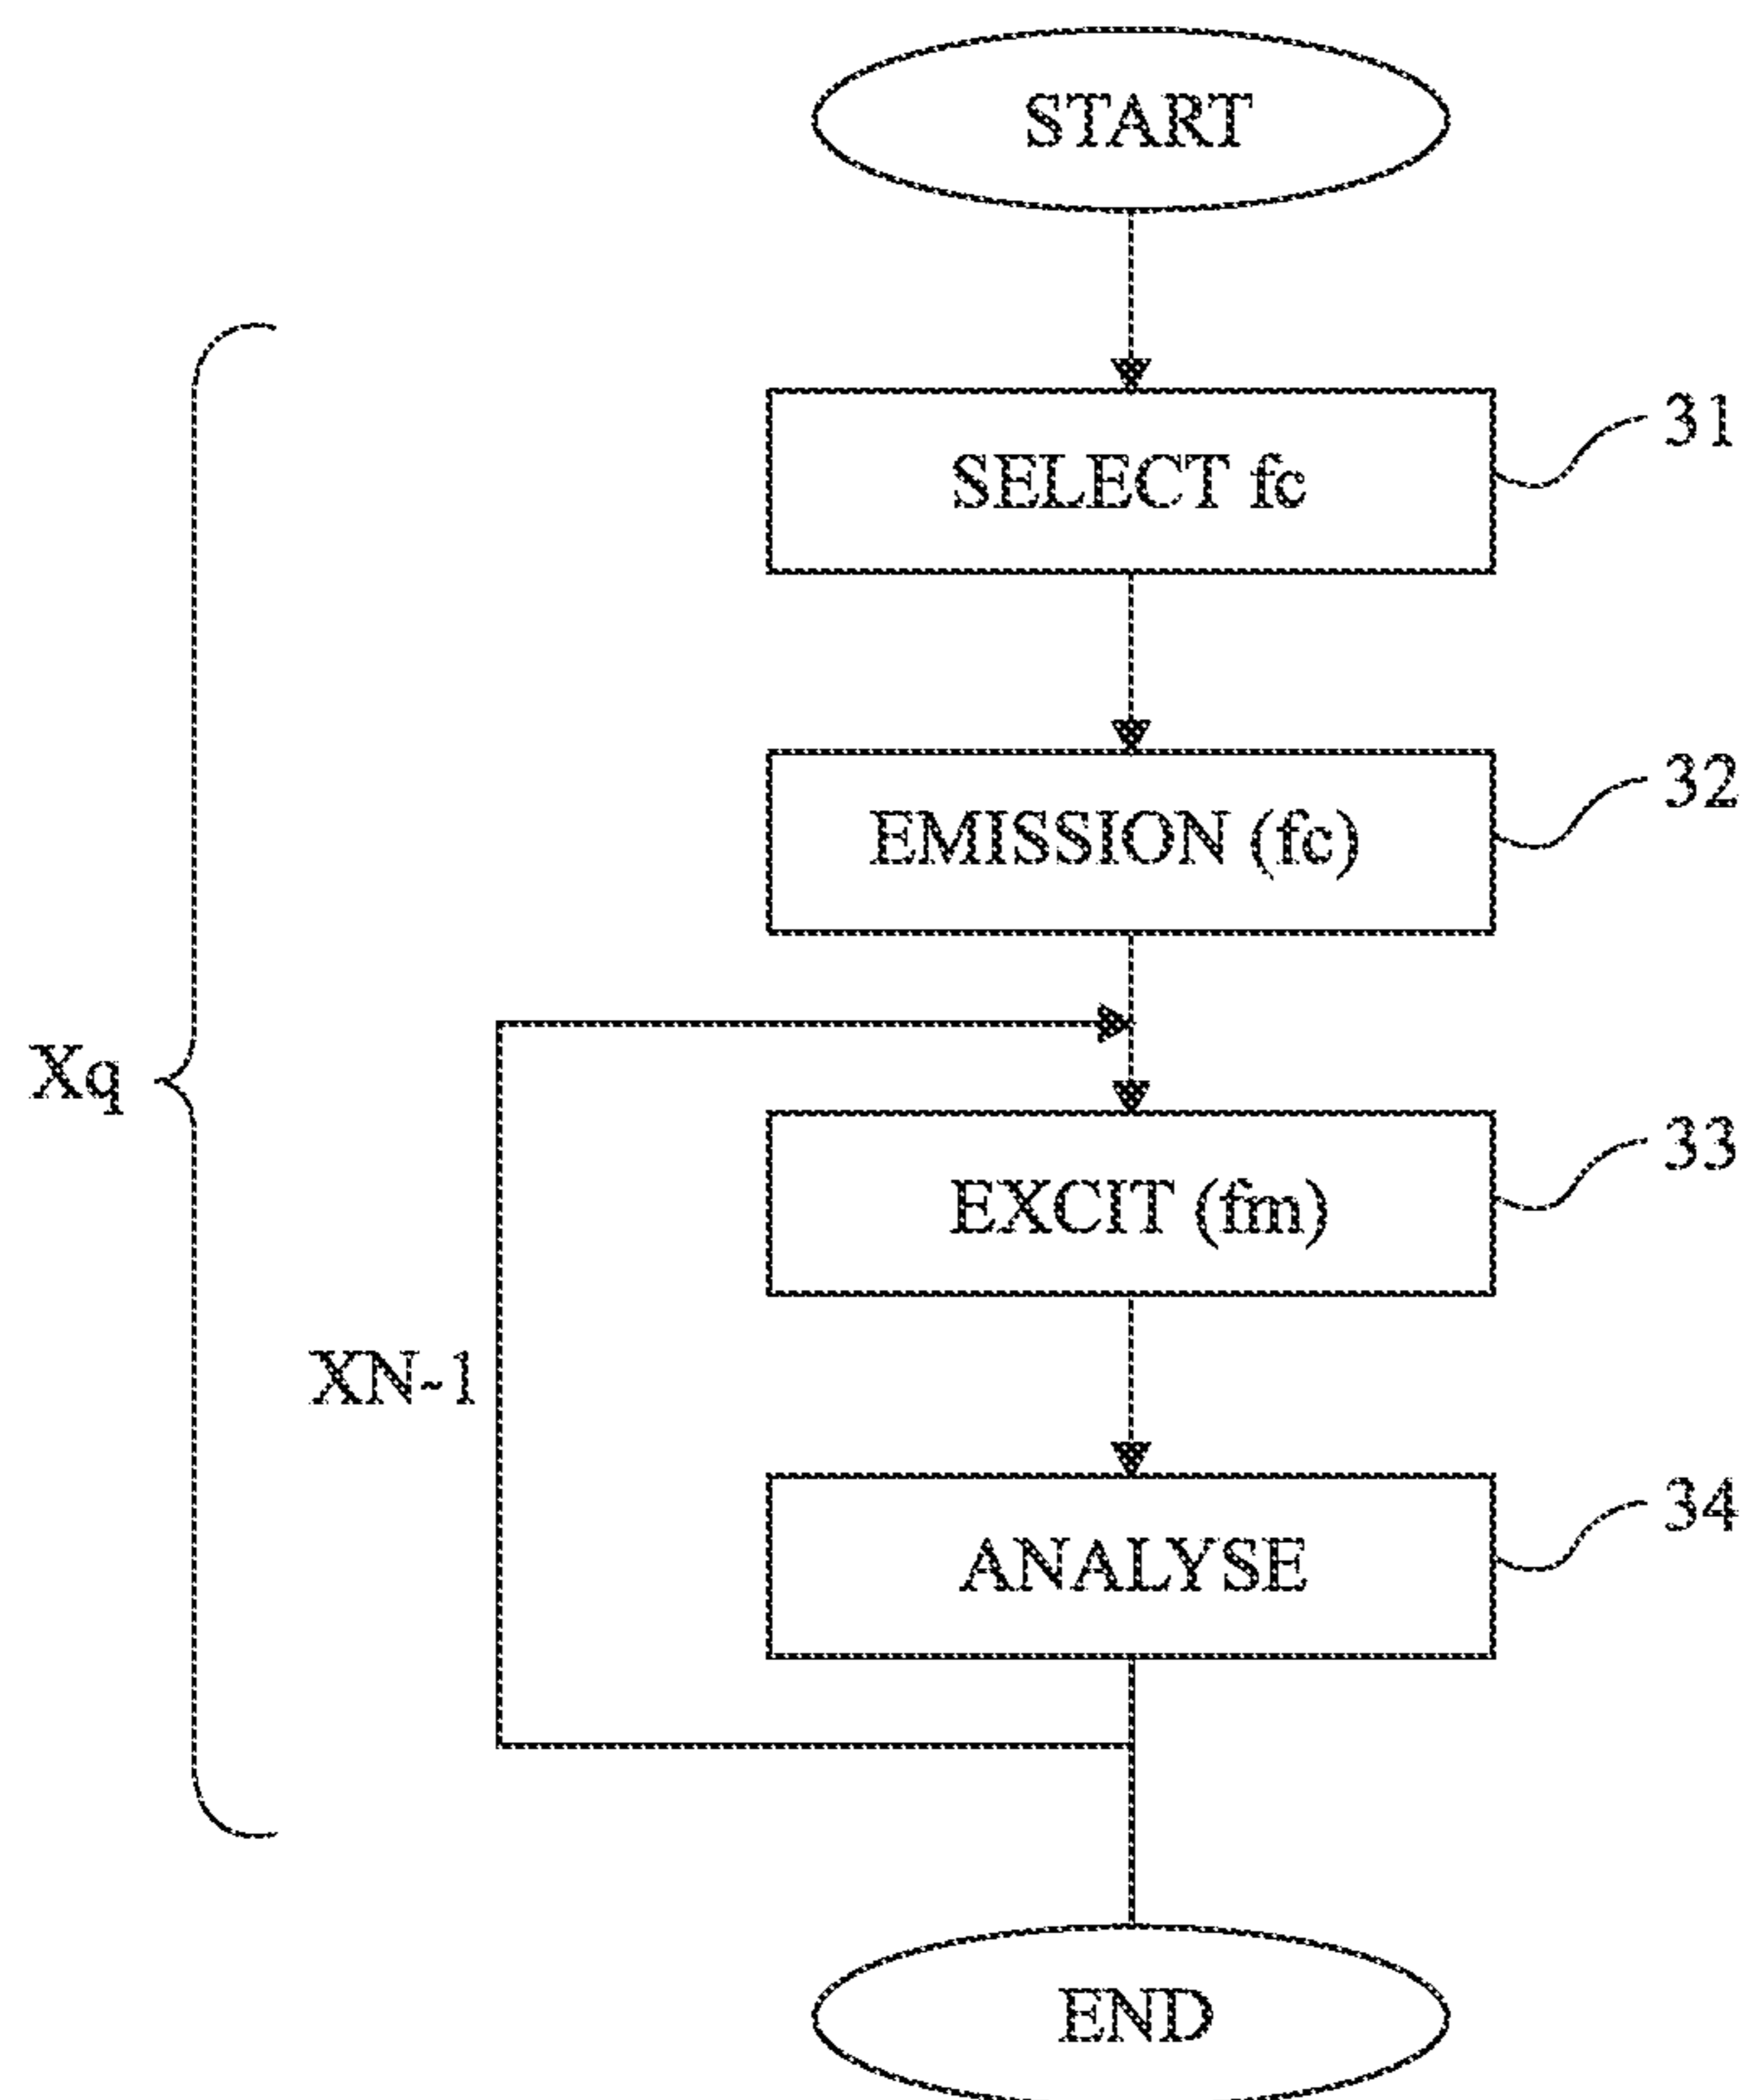 START
SELECT fc
31
EMISSION (fc)
32
Xq
EXCIT (fm)
33
XN-1
ANALYSE
34
END